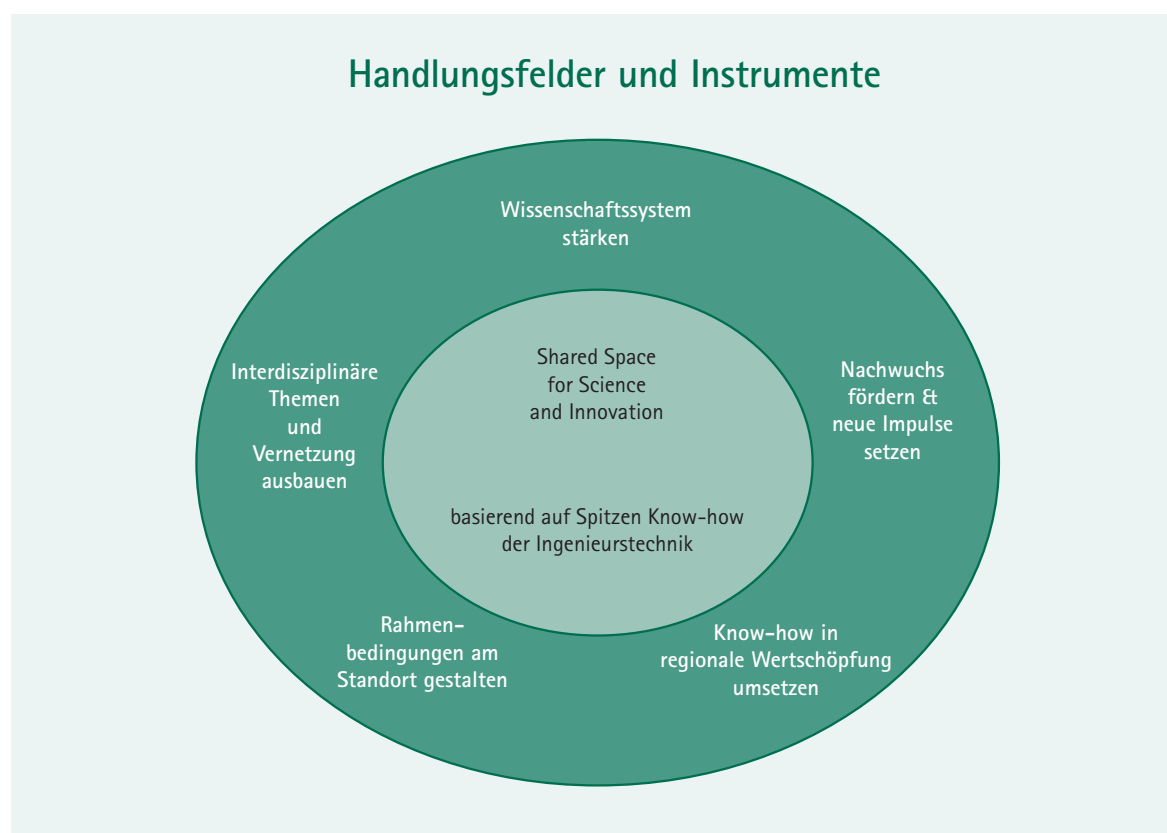 Handlungsfelder und Instrumente
Wissenschaftssystem
stärken
Interdisziplinäre
Themen
und
Vernetzung
ausbauen
Shared Space
for Science
and Innovation
basierend auf Spitzen Know-how
der Ingenieurstechnik
Nachwuchs
fördern &
neue Impulse
setzen
Rahmen-
bedingungen am
Standort gestalten
Know-how in
regionale Wertschöpfung
umsetzen